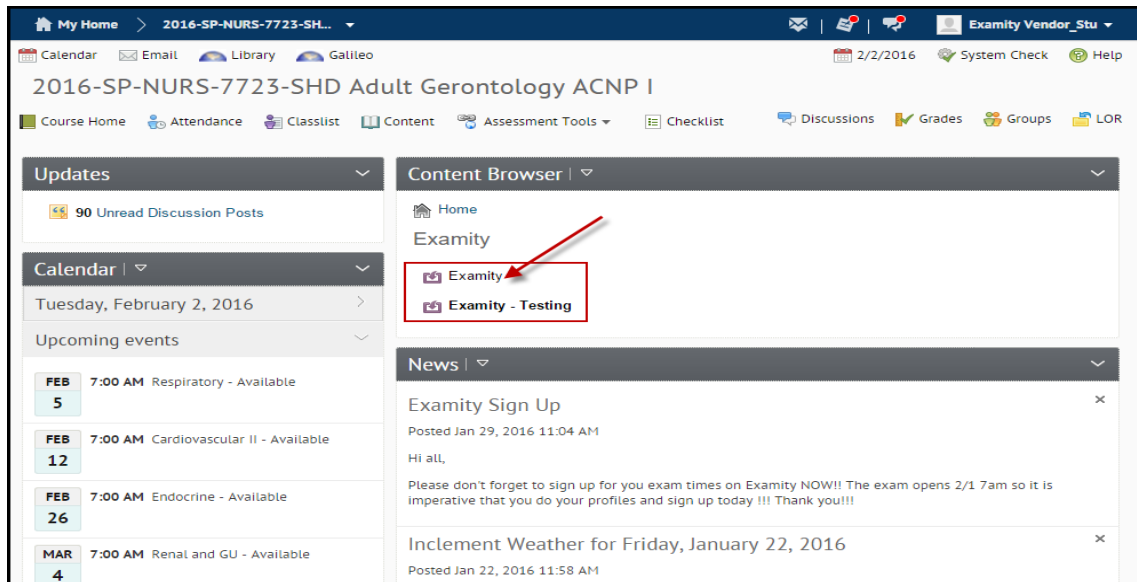 My Home > 2016-SP-NURS-7723-SH...
Examity Vendor_Stu
Calendar Email Library Galileo
2/2/2016 System Check Help
2016-SP-NURS-7723-SHD Adult Gerontology ACNP I
Course Home Attendance Classlist Content Assessment Tools Checklist
Discussions Grades Groups LOR
Updates
90 Unread Discussion Posts
Calendar
Tuesday, February 2, 2016
Upcoming events
FEB 7:00 AM Respiratory - Available
5
FEB 7:00 AM Cardiovascular II - Available
12
FEB 7:00 AM Endocrine - Available
26
MAR 7:00 AM Renal and GU - Available
4
Content Browser
Home
Examity
Examity
Examity - Testing
News
Examity Sign Up
Posted Jan 29, 2016 11:04 AM
Hi all,
Please don't forget to sign up for you exam times on Examity NOW!! The exam opens 2/1 7am so it is
imperative that you do your profiles and sign up today !!! Thank you!!!
Inclement Weather for Friday, January 22, 2016
Posted Jan 22, 2016 11:58 AM